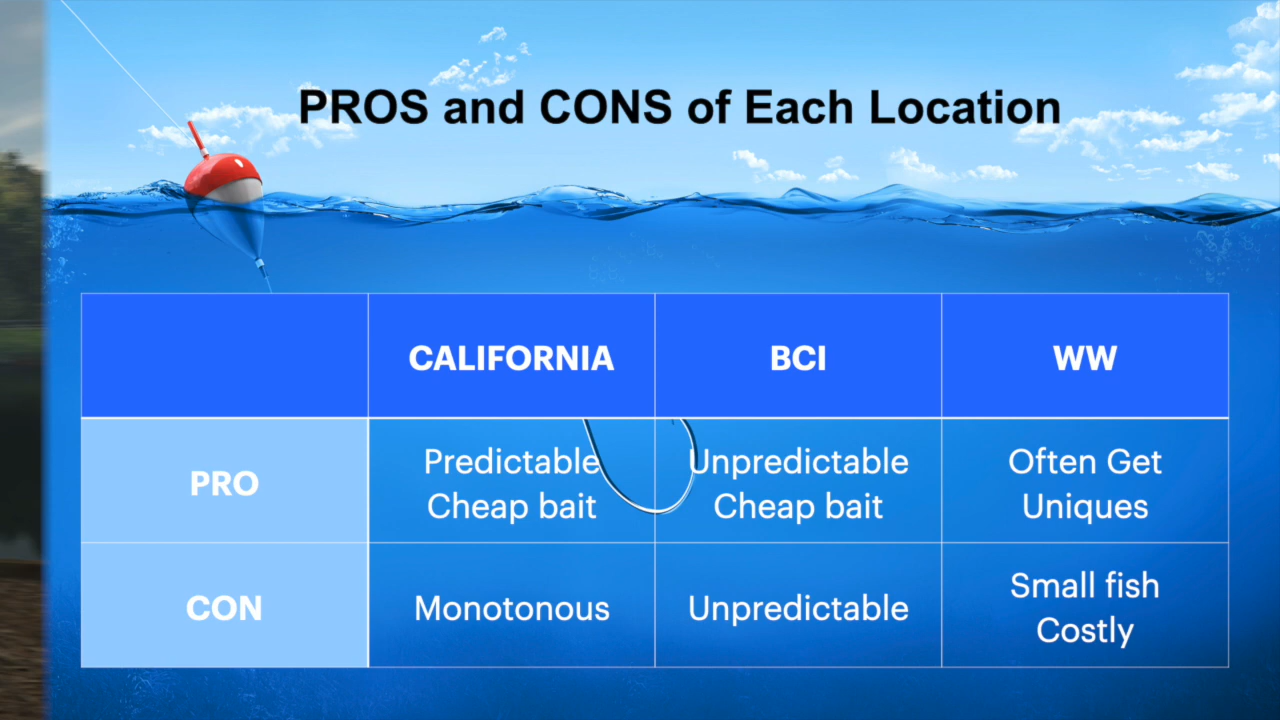 PROS and CONS of Each Location
CALIFORNIA
BCI
WW
PRO
Predictable
Cheap bait
Unpredictable
Cheap bait
Often Get
Uniques
CON
Monotonous
Unpredictable
Small fish
Costly